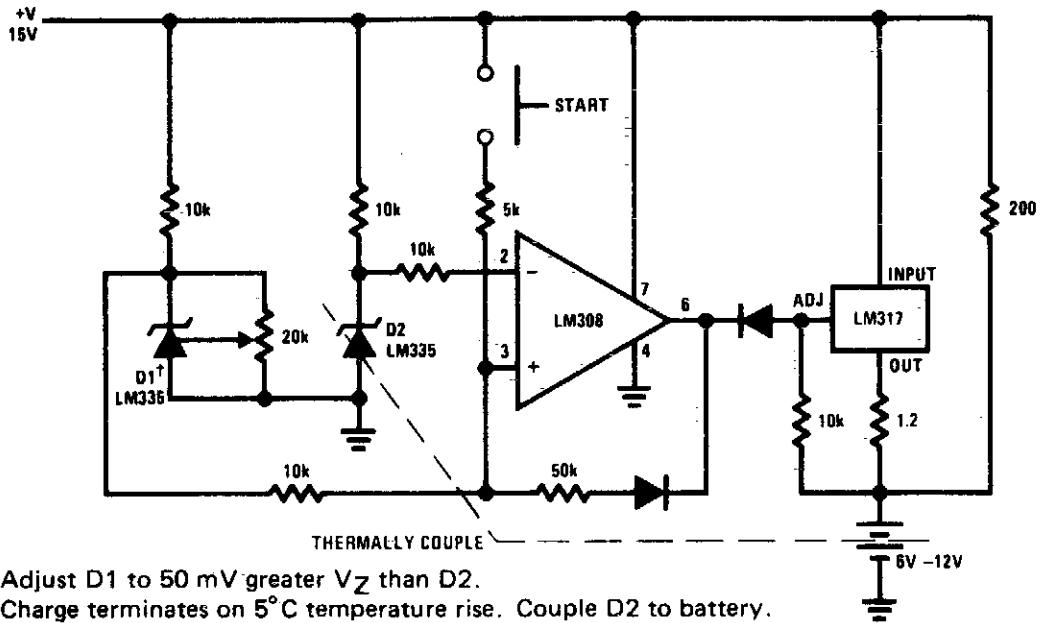 +V
15V
START
10k
10k
5k
200
10k
2
7
INPUT
ADJ
6
LM308
LM317
20k
D2
LM335
4
3
OUT
D1†
LM335
10k
1.2
10k
50k
THERMALLY COUPLE
6V –12V
Adjust D1 to 50 mV greater VZ than D2.
Charge terminates on 5°C temperature rise. Couple D2 to battery.